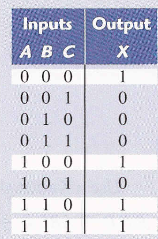 Inputs Output
A B C X
0 0 0 1
0 0 1 0
0 1 0 0
0 1 1 0
1 0 0 1
1 0 1 0
1 1 0 1
1 1 1 1